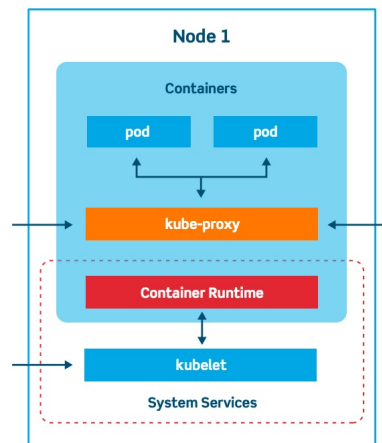 Node 1
Containers
pod pod
kube-proxy
Container Runtime
kubelet
System Services